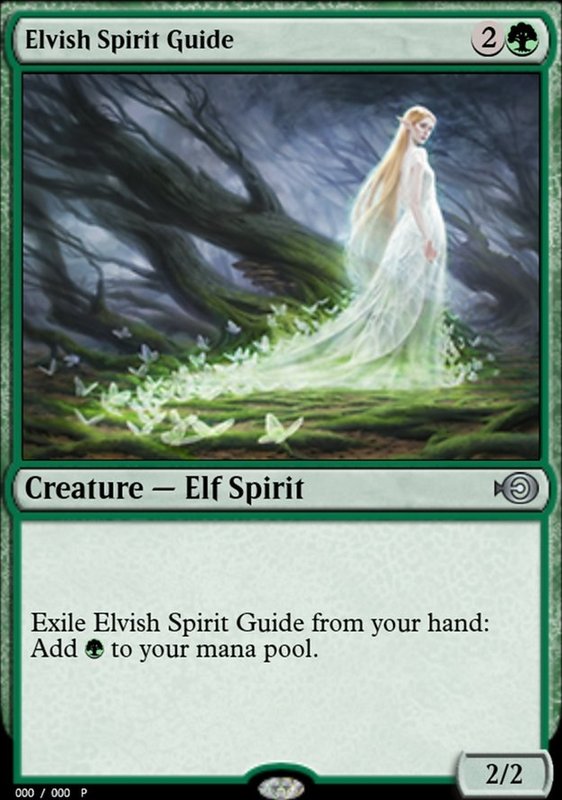 Elvish Spirit Guide 2
Creature — Elf Spirit
Exile Elvish Spirit Guide from your hand:
Add to your mana pool.
2/2
000 / 000 P